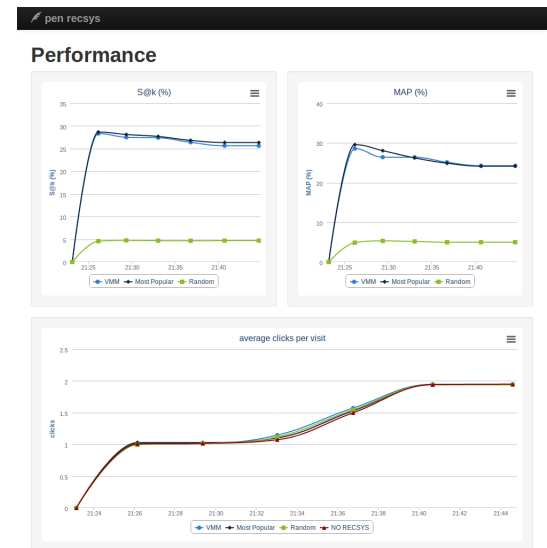 pen recsys
Performance
S@k (%)
35
30
25
20
15
10
5
0
S@k (%)
21:25 21:30 21:35 21:40
VMM Most Popular Random
MAP (%)
40
30
20
10
0
MAP (%)
21:25 21:30 21:35 21:40
VMM Most Popular Random
average clicks per visit
2.5
2
1.5
1
0.5
0
clicks
21:24 21:26 21:28 21:30 21:32 21:34 21:36 21:38 21:40 21:42 21:44
VMM Most Popular Random NO RECSYS